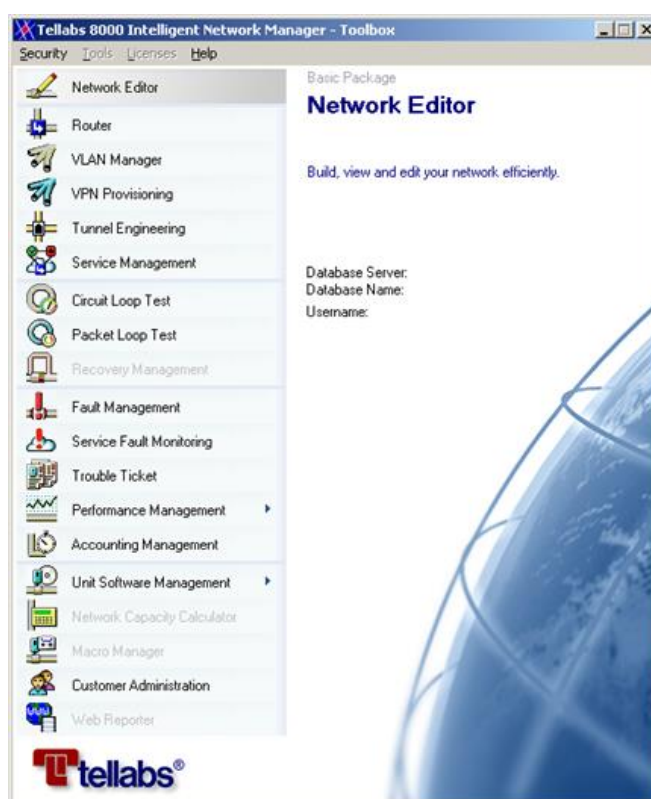 Tellabs 8000 Intelligent Network Manager - Toolbox
Security Tools Licenses Help
Network Editor
Router
VLAN Manager
VPN Provisioning
Tunnel Engineering
Service Management
Circuit Loop Test
Packet Loop Test
Recovery Management
Fault Management
Service Fault Monitoring
Trouble Ticket
Performance Management
Accounting Management
Unit Software Management
Network Capacity Calculator
Macro Manager
Customer Administration
Web Reporter
tellabs®
Basic Package
Network Editor
Build, view and edit your network efficiently.
Database Server:
Database Name:
Username: